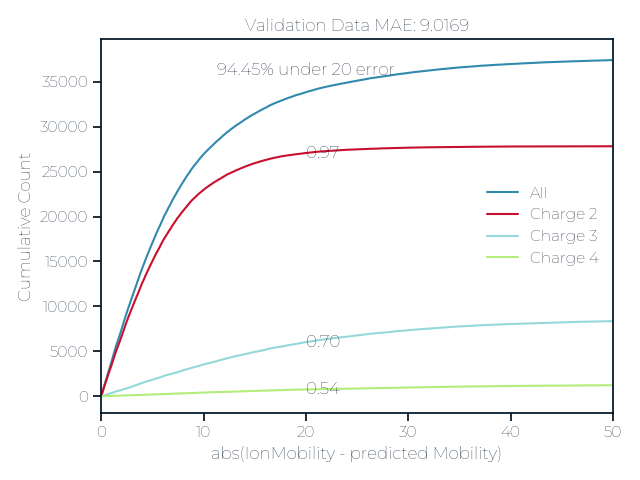 Validation Data MAE: 9.0169
94.45% under 20 error
0.97
0.70
0.54
All
Charge 2
Charge 3
Charge 4
Cumulative Count
35000
30000
25000
20000
15000
10000
5000
0
0 10 20 30 40 50
abs(IonMobility - predicted Mobility)